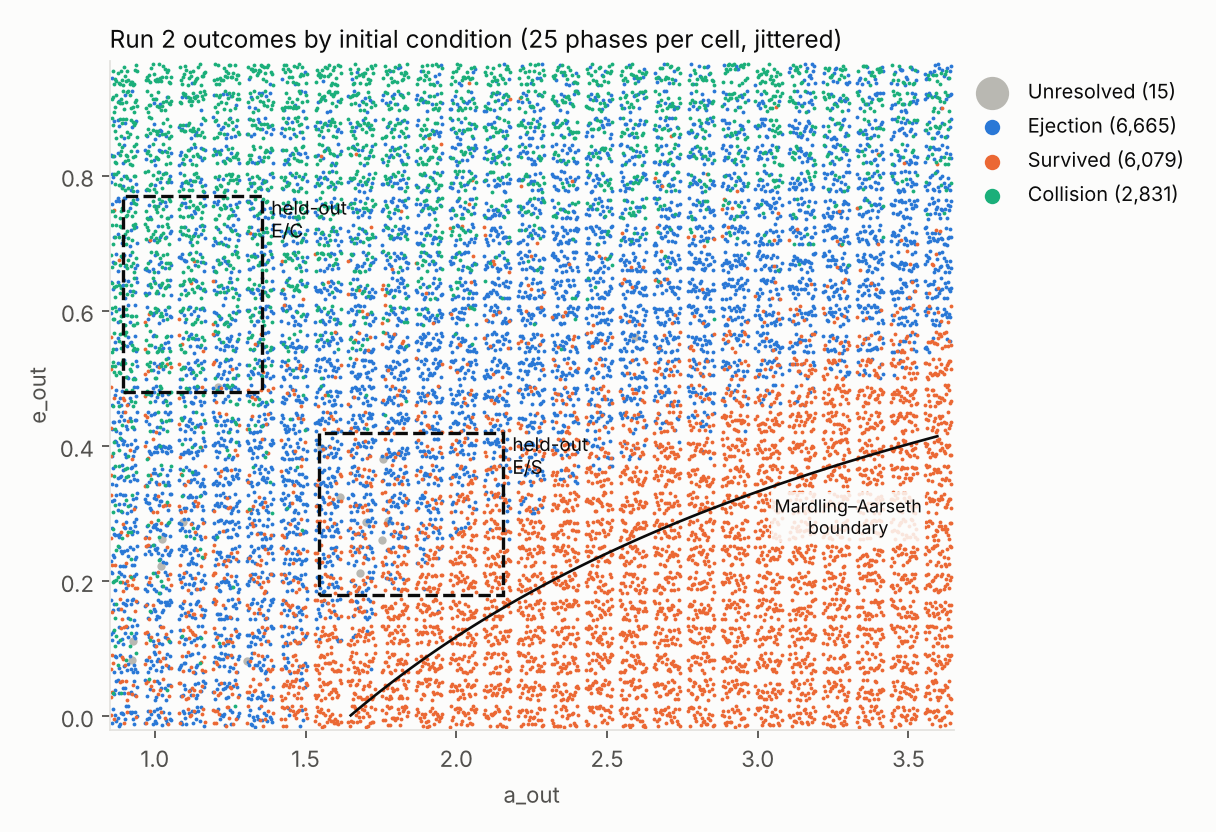 Run 2 outcomes by initial condition (25 phases per cell, jittered)
Unresolved (15)
Ejection (6,665)
Survived (6,079)
Collision (2,831)
held-out
E/C
held-out
E/S
Mardling–Aarseth
boundary
e_out
0.8
0.6
0.4
0.2
0.0
1.0
1.5
2.0
2.5
3.0
3.5
a_out